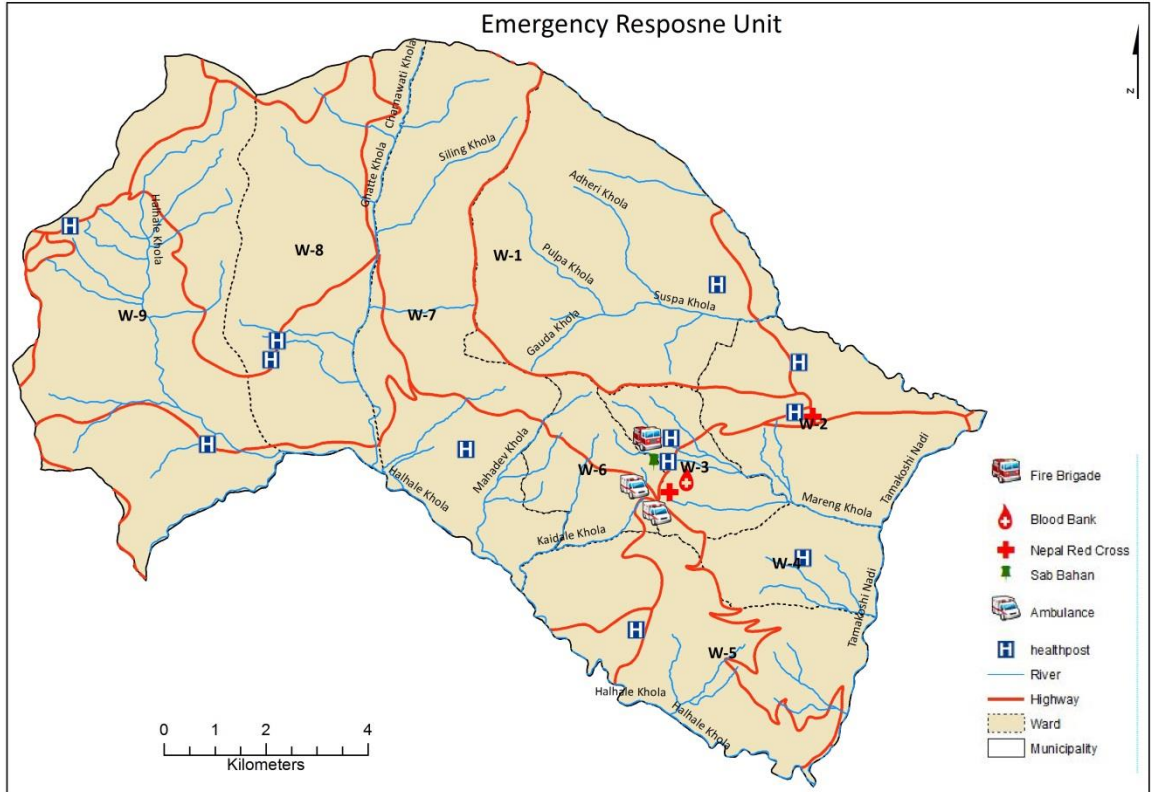 Emergency Resposne Unit
z
Chamawati Khola
Siling Khola
Ghatte Khola
Adheri Khola
Halhale Khola
W-8
W-1
Pulpa Khola
Suspa Khola
W-9
W-7
Gauda Khola
W-2
Mahadev Khola
W-6
W-3
Halhale Khola
Mareng Khola
Tamakoshi Nadi
Kaidale Khola
W-4
Tamakoshi Nadi
W-5
Halhale Khola
Halhale Khola
H
H
H
H
H
H
H
H
H
H
H
H
Fire Brigade
Blood Bank
Nepal Red Cross
Sab Bahan
Ambulance
H healthpost
River
Highway
Ward
Municipality
0 1 2 4
Kilometers